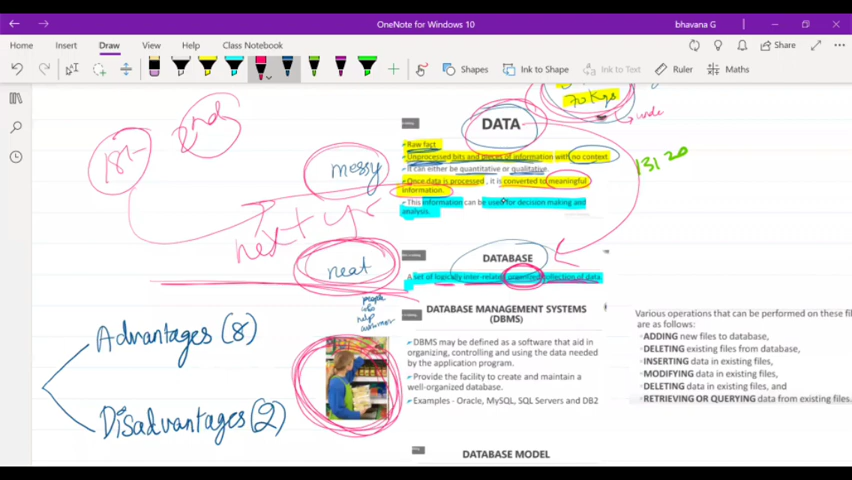 OneNote for Windows 10
bhavana G
Home Insert Draw View Help Class Notebook
Share
Shapes Ink to Shape Ink to Text Ruler Maths
70 Kgs
2nd
1st
messy
next yr
neat
people
who
help
DATA
Raw fact
Unprocessed bits and pieces of information with no context.
It can either be quantitative or qualitative.
Once data is processed, it is converted to meaningful
information.
This information can be used for decision making and
analysis.
DATABASE
A set of logically inter-related organized collection of data.
DATABASE MANAGEMENT SYSTEMS
(DBMS)
DBMS may be defined as a software that aid in
organizing, controlling and using the data needed
by the application program.
Provide the facility to create and maintain a
well-organized database.
Examples - Oracle, MySQL, SQL Servers and DB2
DATABASE MODEL
Various operations that can be performed on these fil
are as follows:
ADDING new files to database,
DELETING existing files from database,
INSERTING data in existing files,
MODIFYING data in existing files,
DELETING data in existing files, and
RETRIEVING OR QUERYING data from existing files.
Advantages (8)
Disadvantages (2)